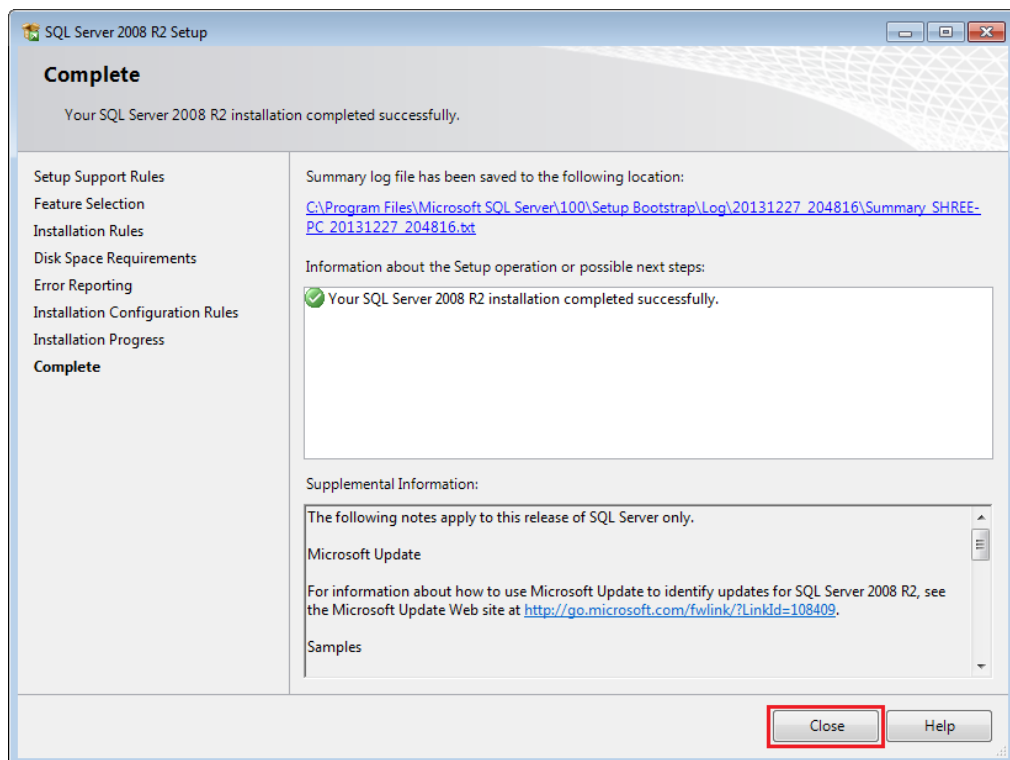 SQL Server 2008 R2 Setup
Complete
Your SQL Server 2008 R2 installation completed successfully.
Setup Support Rules
Feature Selection
Installation Rules
Disk Space Requirements
Error Reporting
Installation Configuration Rules
Installation Progress
Complete
Summary log file has been saved to the following location:
C:\Program Files\Microsoft SQL Server\100\Setup Bootstrap\Log\20131227_204816\Summary_SHREE-
PC_20131227_204816.txt
Information about the Setup operation or possible next steps:
Your SQL Server 2008 R2 installation completed successfully.
Supplemental Information:
The following notes apply to this release of SQL Server only.
Microsoft Update
For information about how to use Microsoft Update to identify updates for SQL Server 2008 R2, see
the Microsoft Update Web site at http://go.microsoft.com/fwlink/?LinkId=108409.
Samples
Close
Help